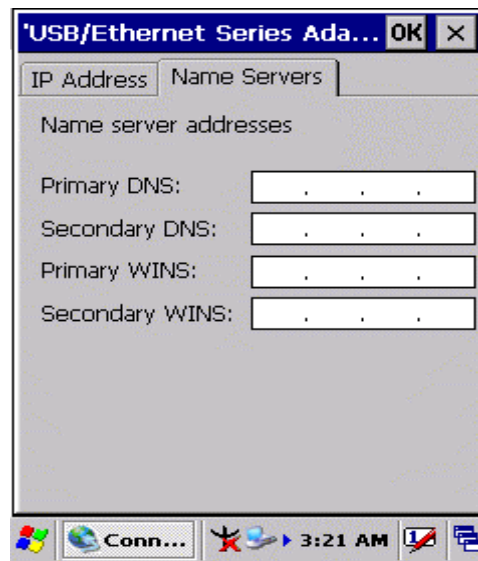 'USB/Ethernet Series Ada... OK ×
IP Address Name Servers
Name server addresses
Primary DNS: . . .
Secondary DNS: . . .
Primary WINS: . . .
Secondary WINS: . . .
Conn... 3:21 AM